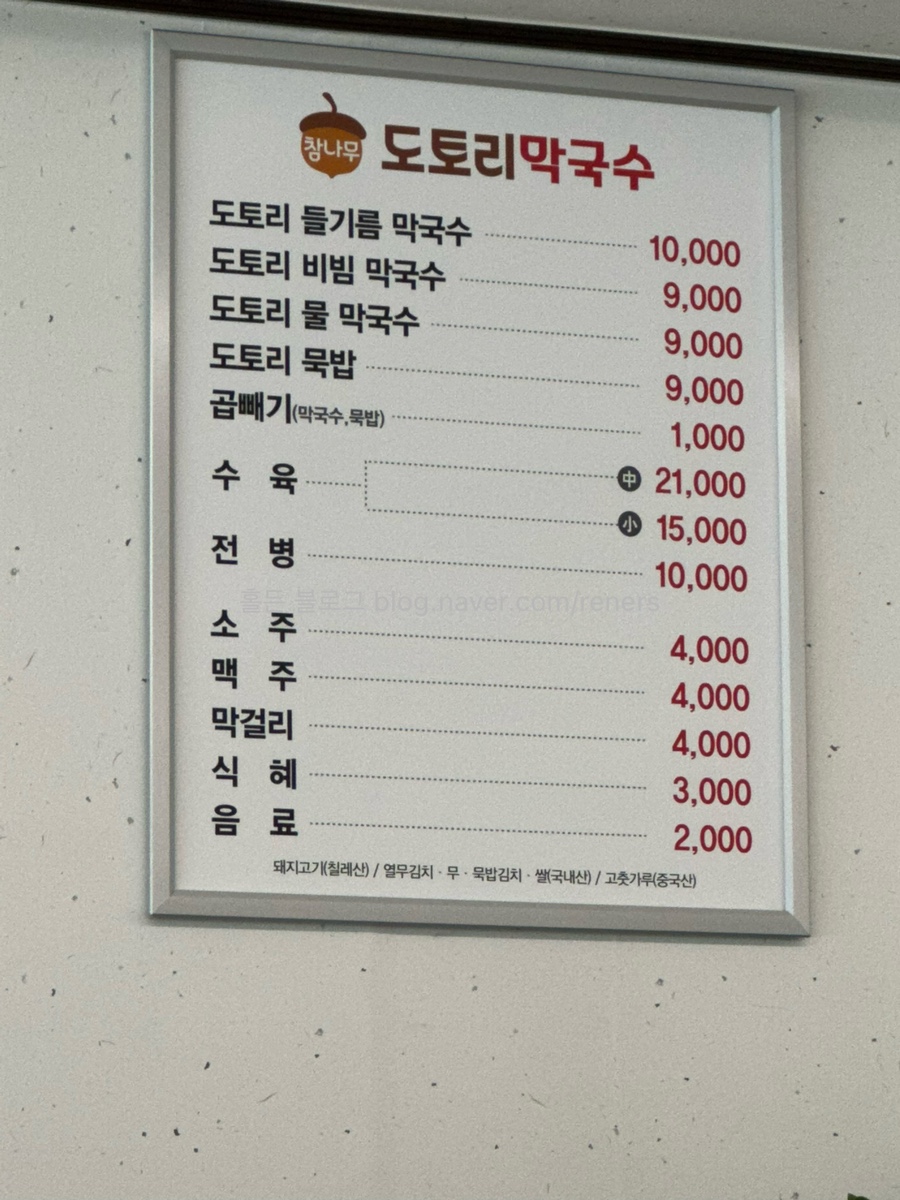 참나무 도토리막국수
도토리 들기름 막국수 10,000
도토리 비빔 막국수 9,000
도토리 물 막국수 9,000
도토리 묵밥 9,000
곱빼기(막국수,묵밥) 1,000
수 육 中 21,000
小 15,000
전 병 10,000
홀든 블로그 blog.naver.com/reners
소 주 4,000
맥 주 4,000
막걸리 4,000
식 혜 3,000
음 료 2,000
돼지고기(칠레산) / 열무김치 · 무 · 묵밥김치 · 쌀(국내산) / 고춧가루(중국산)